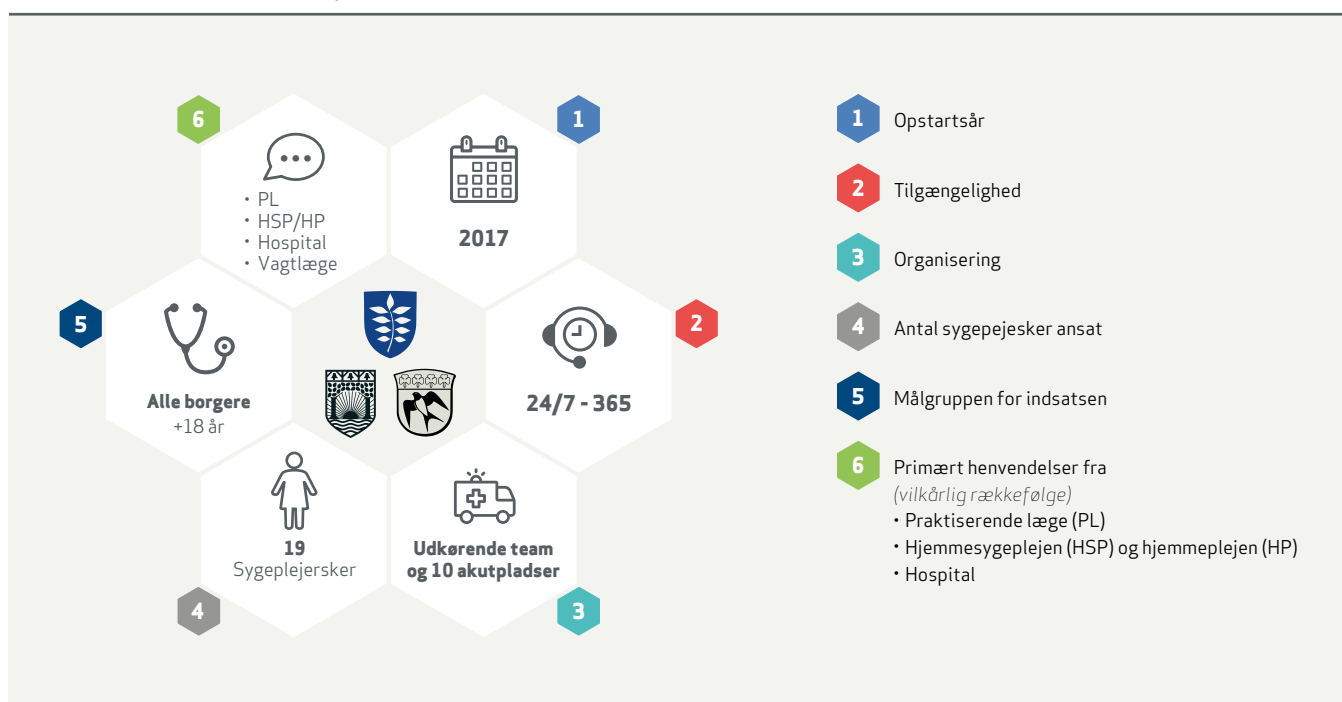 6
• PL
• HSP/HP
• Hospital
• Vagtlæge
1
2017
5
Alle borgere
+18 år
2
24/7 - 365
19
Sygeplejersker
4
Udkørende team
og 10 akutpladser
3
1 Opstartsår
2 Tilgængelighed
3 Organisering
4 Antal sygepejesker ansat
5 Målgruppen for indsatsen
6 Primært henvendelser fra
(vilkårlig rækkefølge)
• Praktiserende læge (PL)
• Hjemmesygeplejen (HSP) og hjemmeplejen (HP)
• Hospital